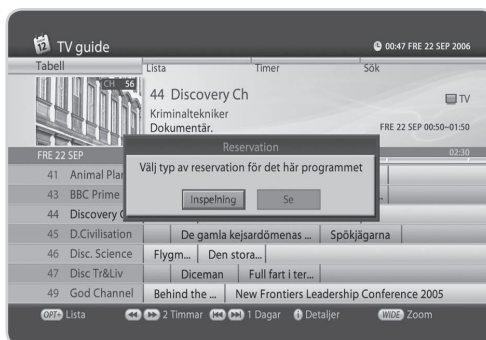 12 TV guide 00:47 FRE 22 SEP 2006
Tabell Lista Timer Sök
CH 56
44 Discovery Ch
TV
Kriminaltekniker
Dokumentär. FRE 22 SEP 00:50~01:50
Reservation
FRE 22 SEP 02:30
Välj typ av reservation för det här programmet
Inspelning Se
41 Animal Plan
43 BBC Prime
44 Discovery
45 D.Civilisation De gamla kejsardömenas ... Spökjägarna
46 Disc. Science Flygm... Den stora...
47 Disc Tr&Liv Diceman Full fart i ter...
49 God Channel Behind the ... New Frontiers Leadership Conference 2005
OPT+ Lista 2 Timmar 1 Dagar i Detaljer WIDE Zoom